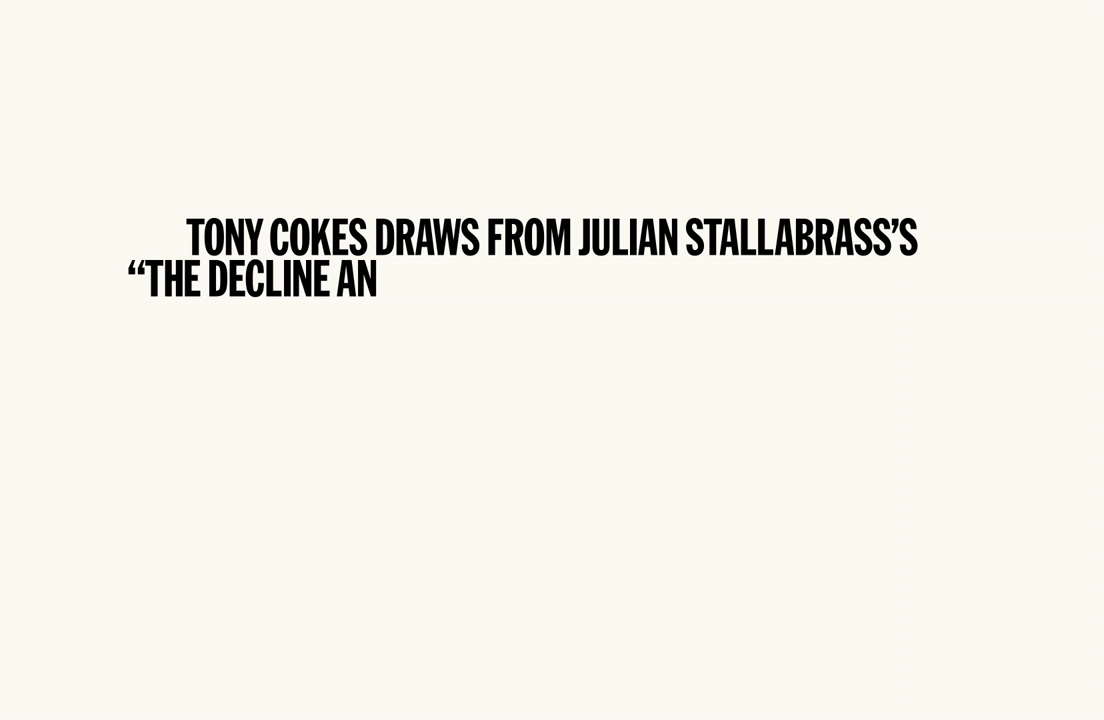 TONY COKES DRAWS FROM JULIAN STALLABRASS’S
“THE DECLINE AN